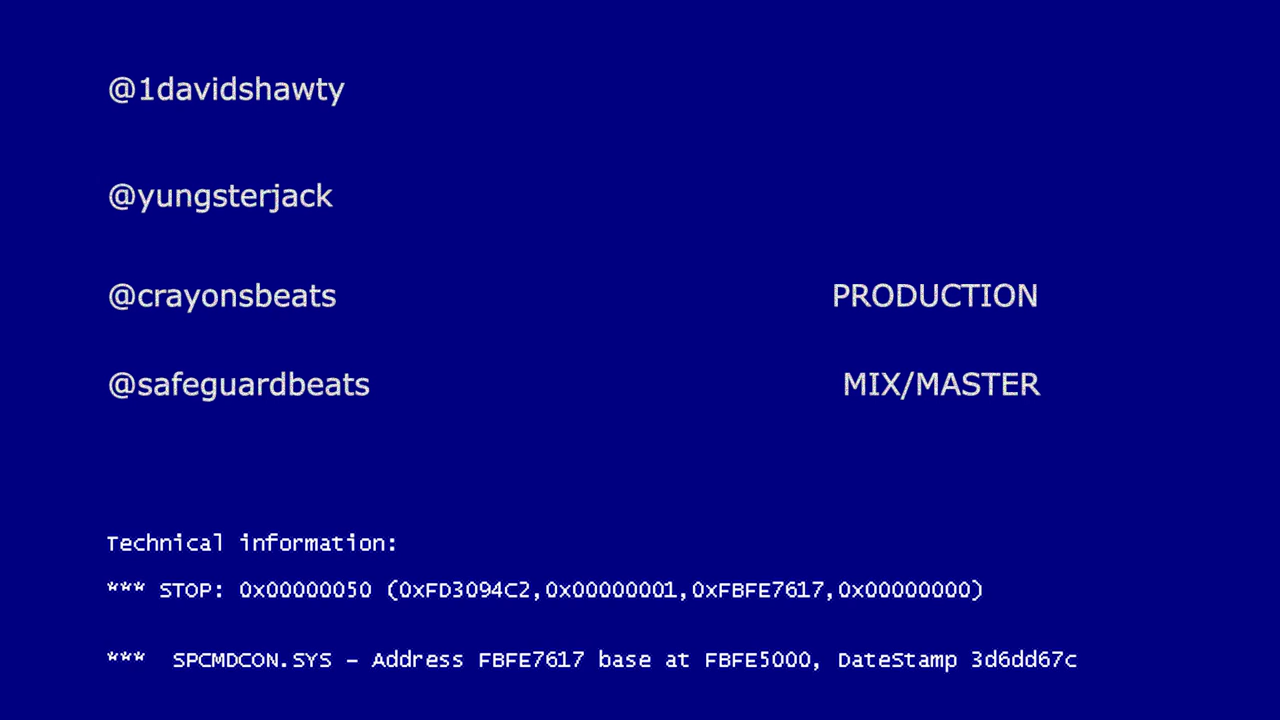 @1davidshawty
@yungsterjack
@crayonsbeats PRODUCTION
@safeguardbeats MIX/MASTER
Technical information:
*** STOP: 0x00000050 (0xFD3094C2,0x00000001,0xFBFE7617,0x00000000)
*** SPCMDCON.SYS – Address FBFE7617 base at FBFE5000, DateStamp 3d6dd67c